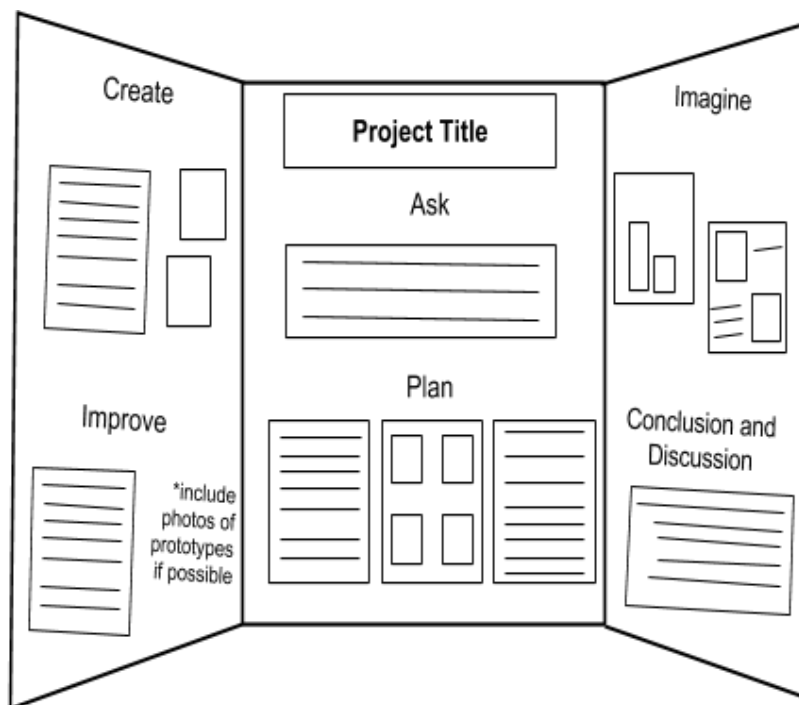 Create
Improve
*include
photos of
prototypes
if possible
Project Title
Ask
Plan
Imagine
Conclusion and
Discussion